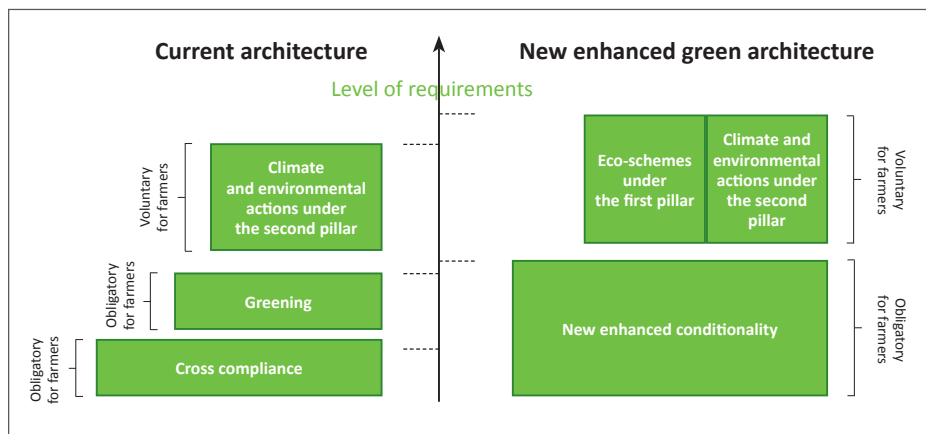 Current architecture
New enhanced green architecture
Level of requirements
Voluntary
for farmers
Climate
and environmental
actions under
the second pillar
Obligatory
for farmers
Greening
Obligatory
for farmers
Cross compliance
Eco-schemes
under
the first pillar
Climate and
environmental
actions under
the second
pillar
Voluntary
for farmers
New enhanced conditionality
Obligatory
for farmers